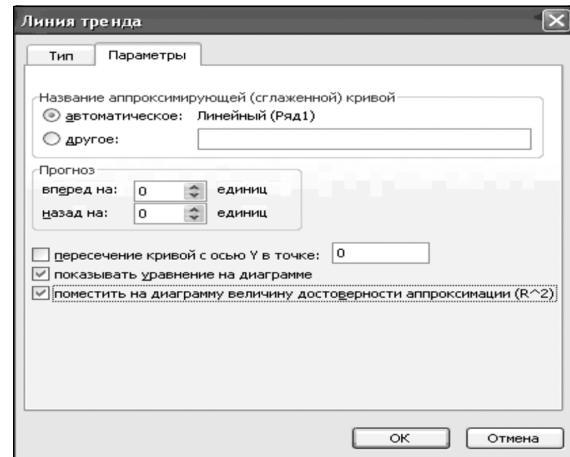 Линия тренда
Тип Параметры
Название аппроксимирующей (сглаженной) кривой
автоматическое: Линейный (Ряд1)
другое:
Прогноз
вперед на: 0 единиц
назад на: 0 единиц
пересечение кривой с осью Y в точке: 0
показывать уравнение на диаграмме
поместить на диаграмму величину достоверности аппроксимации (R^2)
ОК Отмена